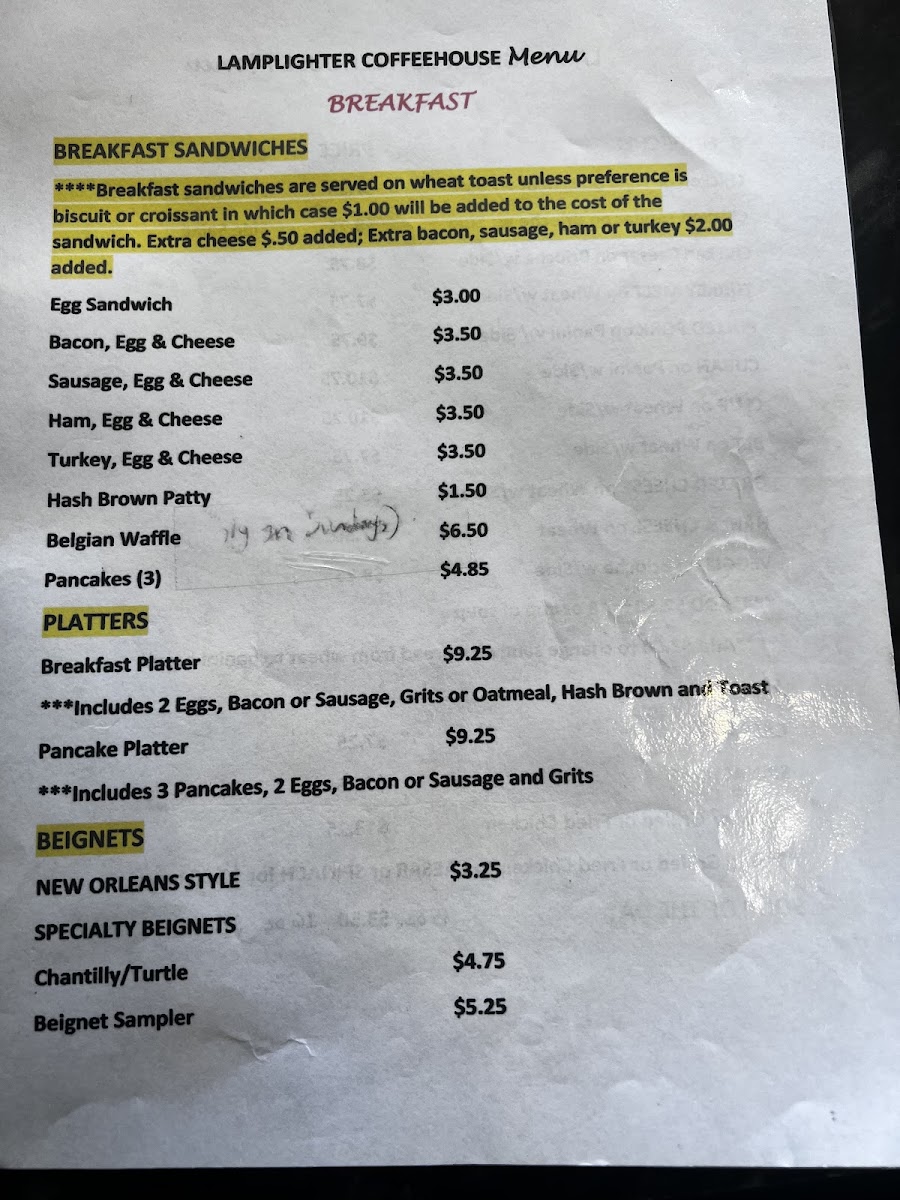 LAMPLIGHTER COFFEEHOUSE Menu
BREAKFAST
BREAKFAST SANDWICHES
****Breakfast sandwiches are served on wheat toast unless preference is
biscuit or croissant in which case $1.00 will be added to the cost of the
sandwich. Extra cheese $.50 added; Extra bacon, sausage, ham or turkey $2.00
added.
Egg Sandwich $3.00
Bacon, Egg & Cheese $3.50
Sausage, Egg & Cheese $3.50
Ham, Egg & Cheese $3.50
Turkey, Egg & Cheese $3.50
Hash Brown Patty $1.50
Belgian Waffle $6.50
Pancakes (3) $4.85
PLATTERS
Breakfast Platter $9.25
***Includes 2 Eggs, Bacon or Sausage, Grits or Oatmeal, Hash Brown and Toast
Pancake Platter $9.25
***Includes 3 Pancakes, 2 Eggs, Bacon or Sausage and Grits
BEIGNETS
NEW ORLEANS STYLE $3.25
SPECIALTY BEIGNETS
Chantilly/Turtle $4.75
Beignet Sampler $5.25